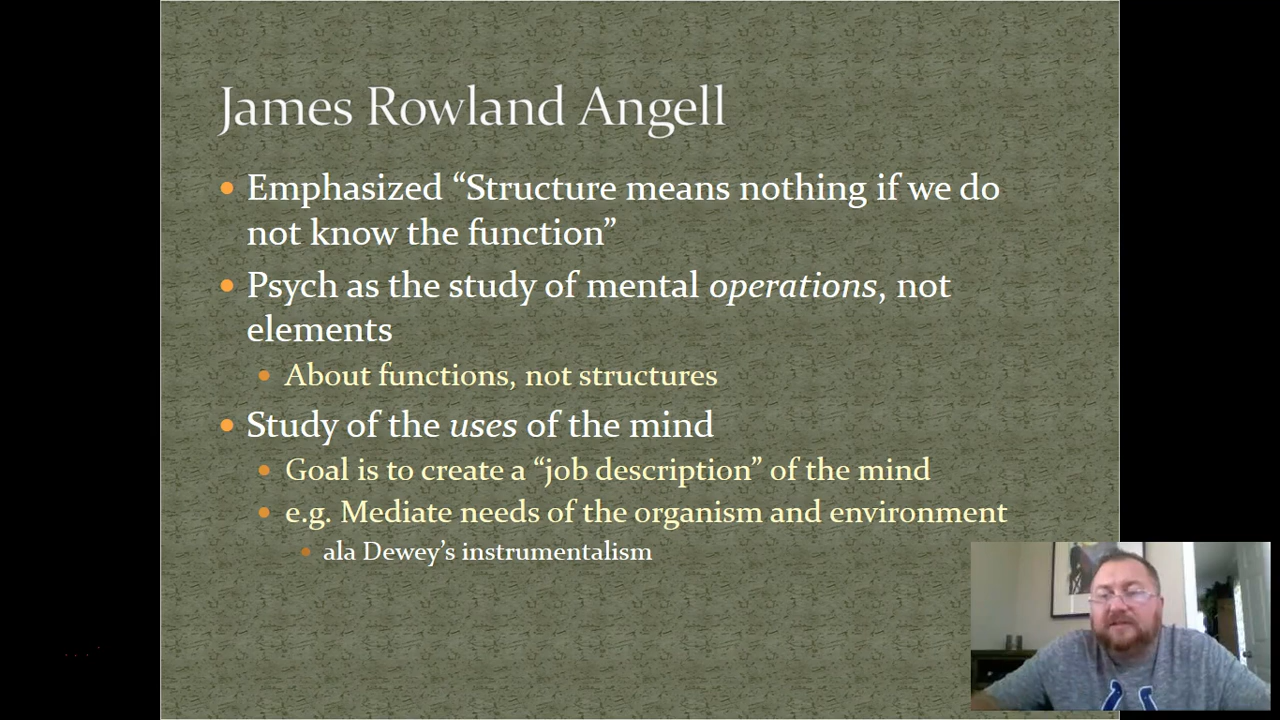 James Rowland Angell
Emphasized “Structure means nothing if we do
not know the function”
Psych as the study of mental operations, not
elements
About functions, not structures
Study of the uses of the mind
Goal is to create a “job description” of the mind
e.g. Mediate needs of the organism and environment
ala Dewey’s instrumentalism